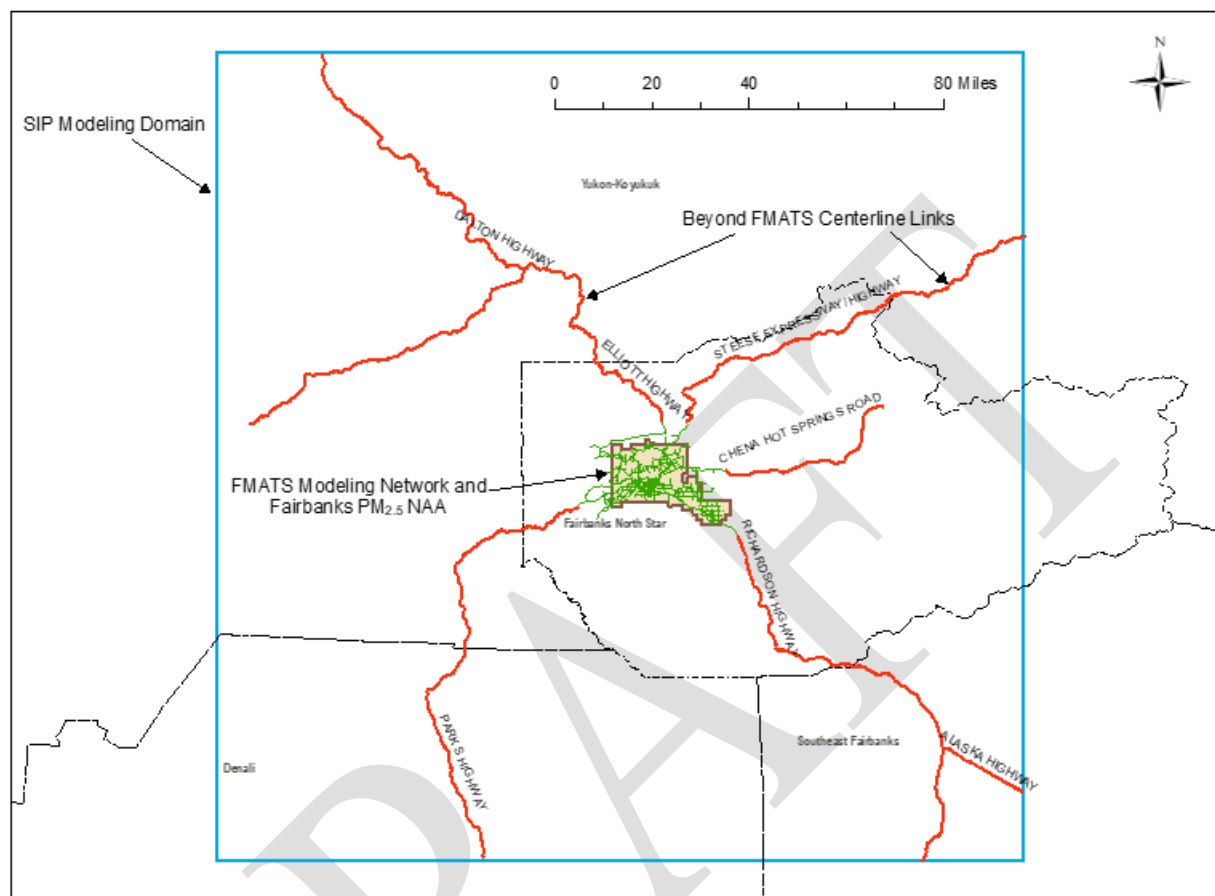 N
0 20 40 80 Miles
SIP Modeling Domain
Yukon-Koyukuk
Beyond FMATS Centerline Links
DALTON HIGHWAY
STEESE EXPRESSWAY/HIGHWAY
ELLIOTT HIGHWAY
CHENA HOT SPRINGS ROAD
FMATS Modeling Network and
Fairbanks PM2.5 NAA
Fairbanks North Star
RICHARDSON HIGHWAY
Southeast Fairbanks
ALASKA HIGHWAY
Denali
PARKS HIGHWAY
DRAFT